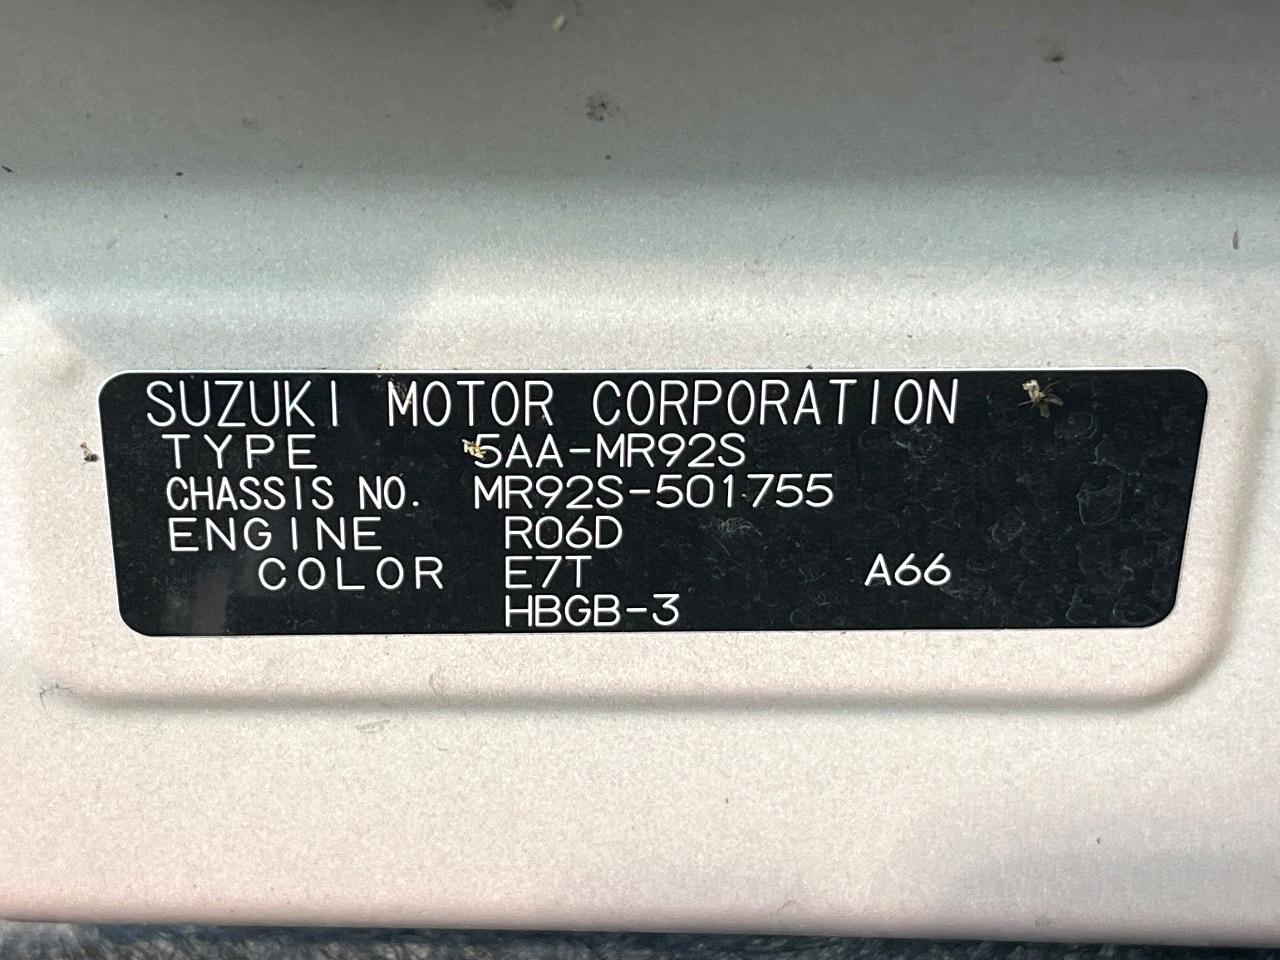 SUZUKI MOTOR CORPORATION
TYPE 5AA-MR92S
CHASSIS NO. MR92S-501755
ENGINE R06D
COLOR E7T A66
HBGB-3